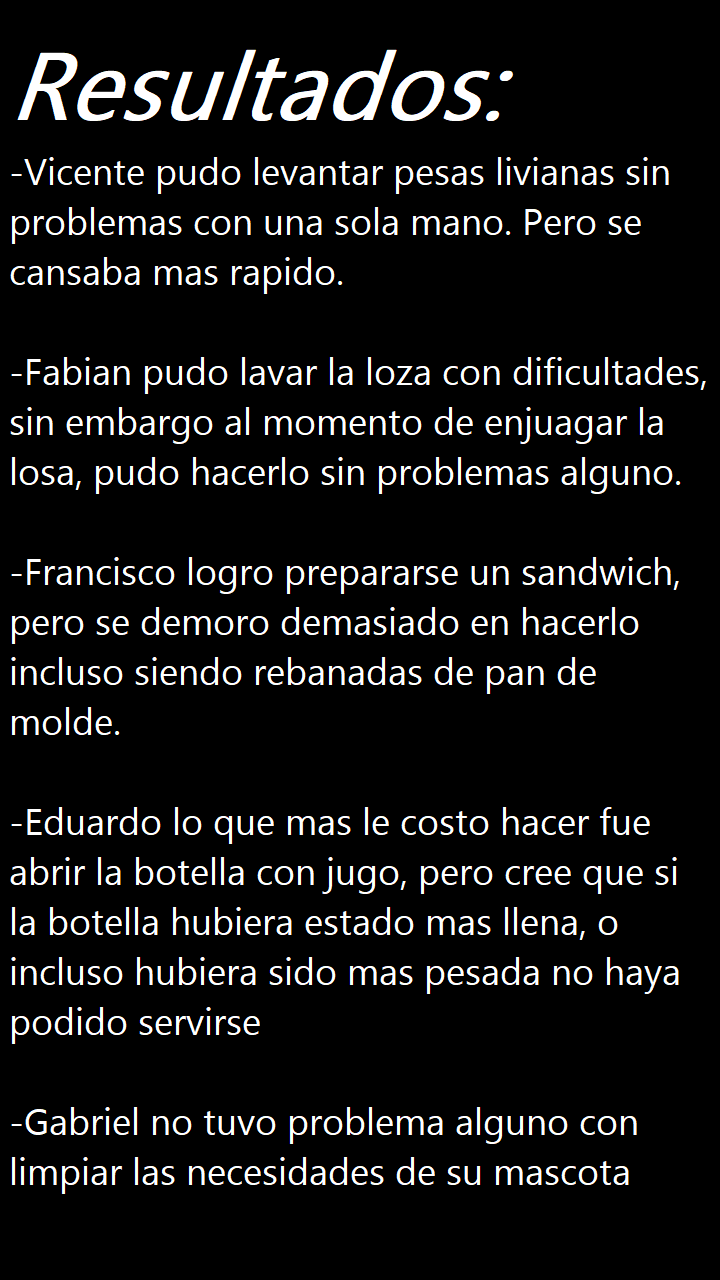 Resultados:
-Vicente pudo levantar pesas livianas sin
problemas con una sola mano. Pero se
cansaba mas rapido.
-Fabian pudo lavar la loza con dificultades,
sin embargo al momento de enjuagar la
losa, pudo hacerlo sin problemas alguno.
-Francisco logro prepararse un sandwich,
pero se demoro demasiado en hacerlo
incluso siendo rebanadas de pan de
molde.
-Eduardo lo que mas le costo hacer fue
abrir la botella con jugo, pero cree que si
la botella hubiera estado mas llena, o
incluso hubiera sido mas pesada no haya
podido servirse
-Gabriel no tuvo problema alguno con
limpiar las necesidades de su mascota